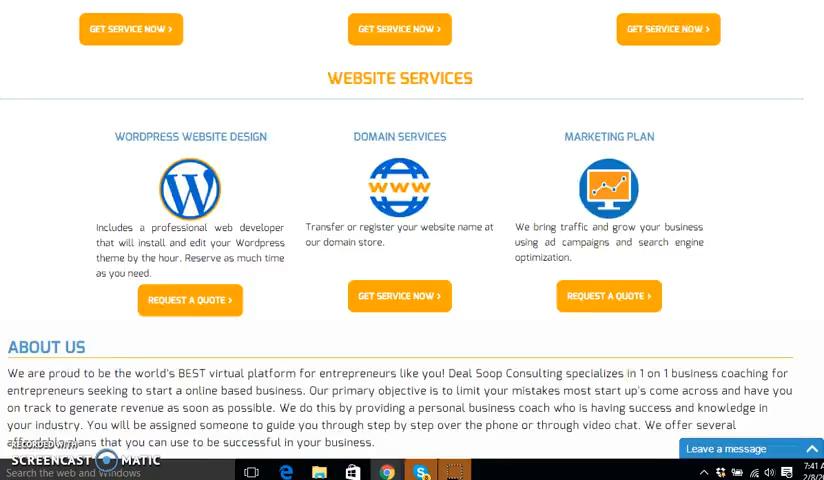 GET SERVICE NOW >
GET SERVICE NOW >
GET SERVICE NOW >
WEBSITE SERVICES
WORDPRESS WEBSITE DESIGN
DOMAIN SERVICES
MARKETING PLAN
W
WWW
Includes a professional web developer
that will install and edit your Wordpress
theme by the hour. Reserve as much time
as you need.
Transfer or register your website name at
our domain store.
We bring traffic and grow your business
using ad campaigns and search engine
optimization.
REQUEST A QUOTE >
GET SERVICE NOW >
REQUEST A QUOTE >
ABOUT US
We are proud to be the world's BEST virtual platform for entrepreneurs like you! Deal Soop Consulting specializes in 1 on 1 business coaching for
entrepreneurs seeking to start a online based business. Our primary objective is to limit your mistakes most start up's come across and have you
on track to generate revenue as soon as possible. We do this by providing a personal business coach who is having success and knowledge in
your industry. You will be assigned someone to guide you through step by step over the phone or through video chat. We offer several
affordable plans that you can use to be successful in your business.
RECORDED WITH
SCREENCAST MATIC
Leave a message
Search the web and Windows
7:41 A
2/8/20